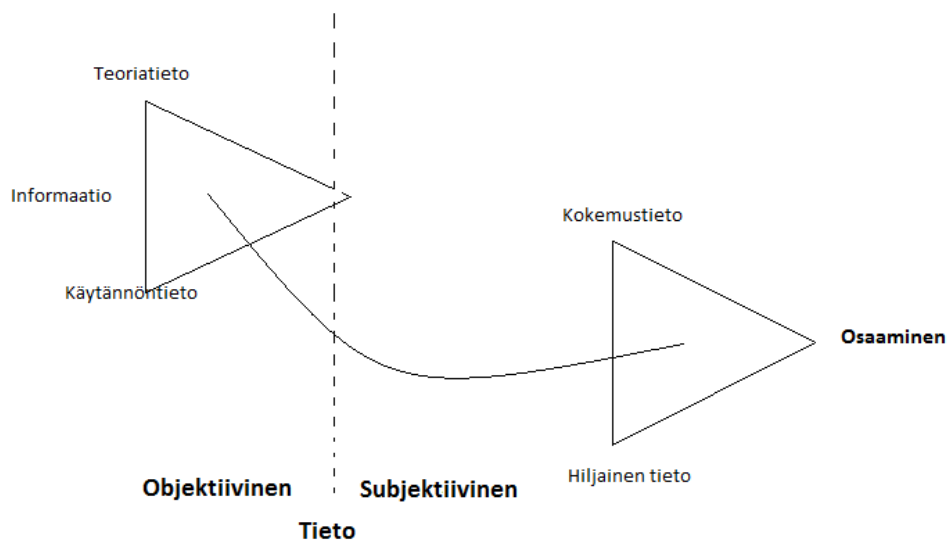 Teoriatieto
Informaatio
Kokemustieto
Käytännöntieto
Osaaminen
Hiljainen tieto
Objektiivinen
Subjektiivinen
Tieto